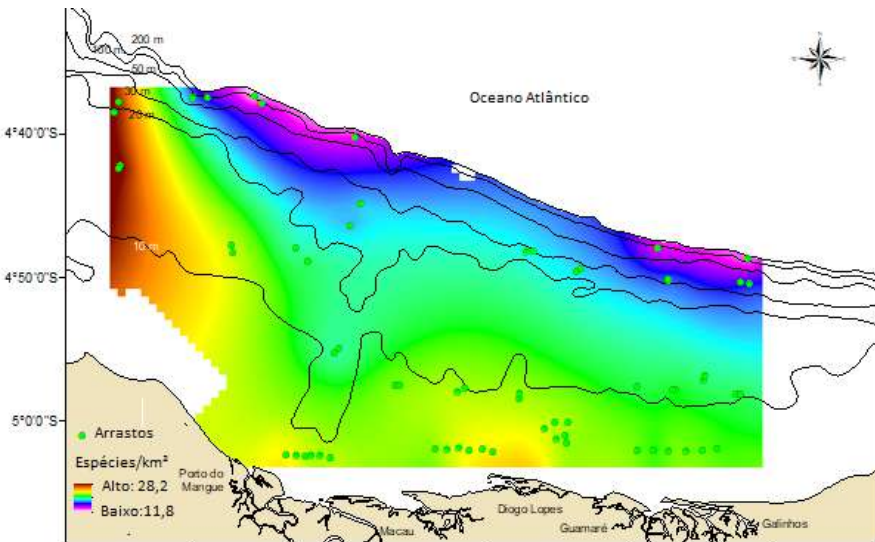 200 m
100 m
50 m
30 m
20 m
Oceano Atlântico
4°40'0"S
10 m
4°50'0"S
5°0'0"S
Arrastos
Espécies/km²
Alto: 28,2
Baixo:11,8
Porto do
Mangue
Macau
Diogo Lopes
Guamaré
Galinhos